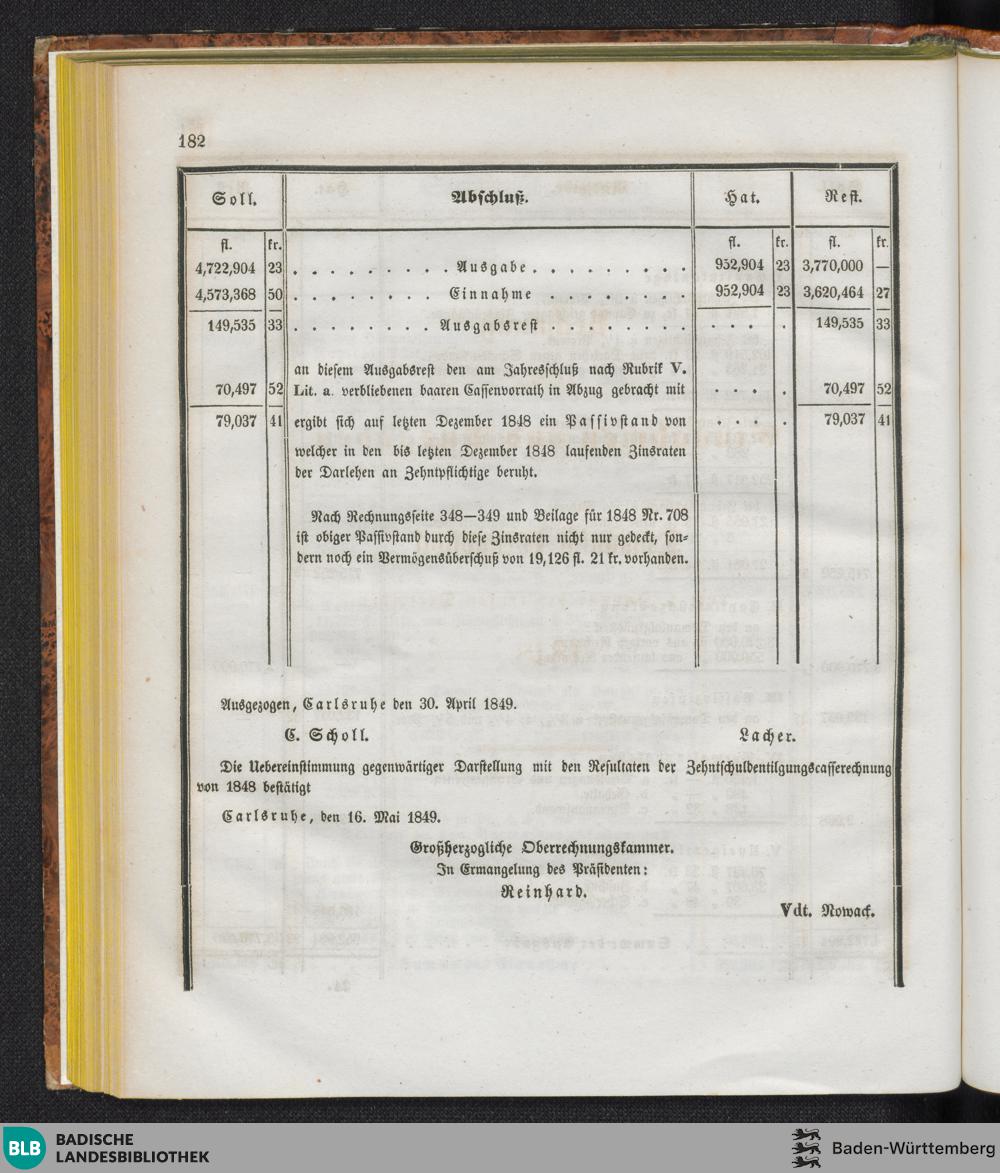 182
Soll. Abschluß. Hat. Rest.
fl. kr. fl. kr. fl. kr.
4,722,904 23 . . . . . . . . . Ausgabe . . . . . . . . . 952,904 23 3,770,000 —
4,573,368 50 . . . . . . . . Einnahme . . . . . . . . 952,904 23 3,620,464 27
149,535 33 . . . . . . . . Ausgabsrest . . . . . . . . . . . . 149,535 33
an diesem Ausgabsrest den am Jahresschluß nach Rubrik V.
70,497 52 Lit. a. verbliebenen baaren Cassenvorrath in Abzug gebracht mit . . . . 70,497 52
79,037 41 ergibt sich auf letzten Dezember 1848 ein Passivstand von . . . . 79,037 41
welcher in den bis letzten Dezember 1848 laufenden Zinsraten
der Darlehen an Zehntpflichtige beruht.
Nach Rechnungsseite 348—349 und Beilage für 1848 Nr. 708
ist obiger Passivstand durch diese Zinsraten nicht nur gedeckt, son-
dern noch ein Vermögensüberschuß von 19,126 fl. 21 kr. vorhanden.
Ausgezogen, Carlsruhe den 30. April 1849.
C. Scholl. Lacher.
Die Uebereinstimmung gegenwärtiger Darstellung mit den Resultaten der Zehntschuldentilgungscasserechnung
von 1848 bestätigt
Carlsruhe, den 16. Mai 1849.
Großherzogliche Oberrechnungskammer.
In Ermangelung des Präsidenten:
Reinhard.
Vdt. Nowack.
BLB BADISCHE
LANDESBIBLIOTHEK
Baden-Württemberg